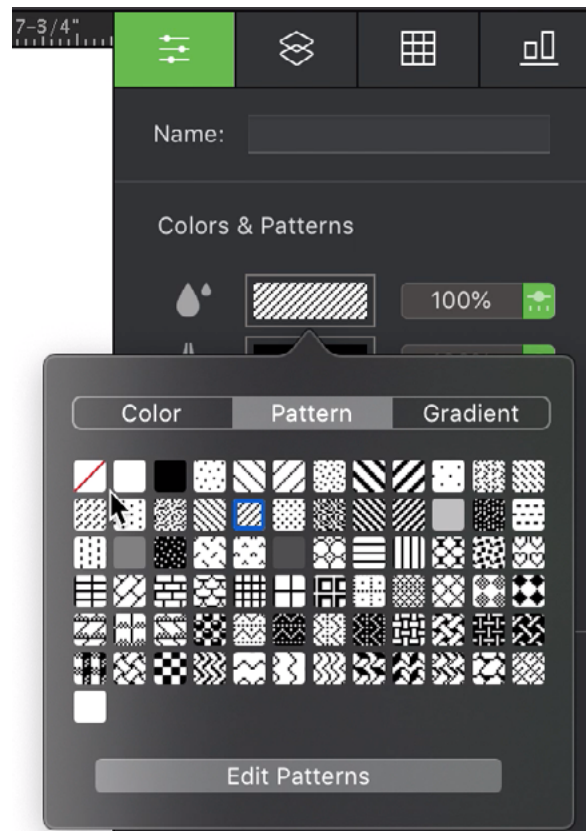 7-3/4"
Name:
Colors & Patterns
100%
Color Pattern Gradient
Edit Patterns